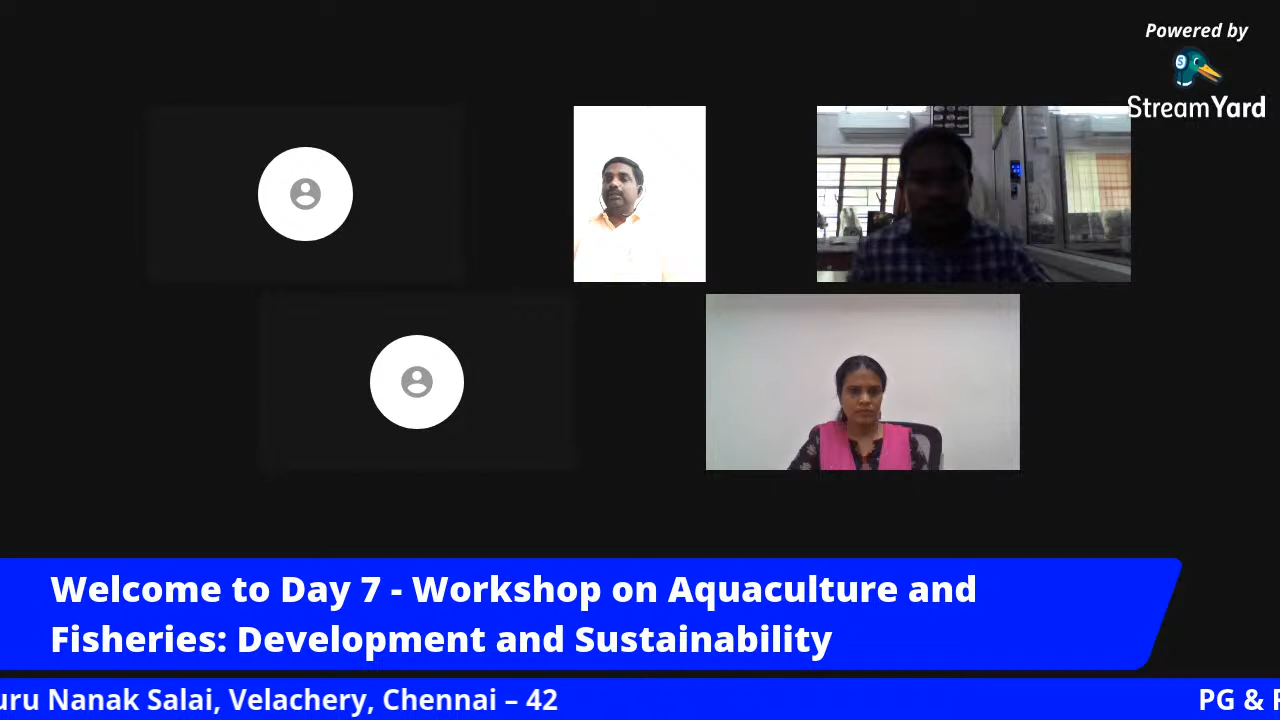 Powered by
StreamYard
Welcome to Day 7 - Workshop on Aquaculture and
Fisheries: Development and Sustainability
uru Nanak Salai, Velachery, Chennai – 42
PG &